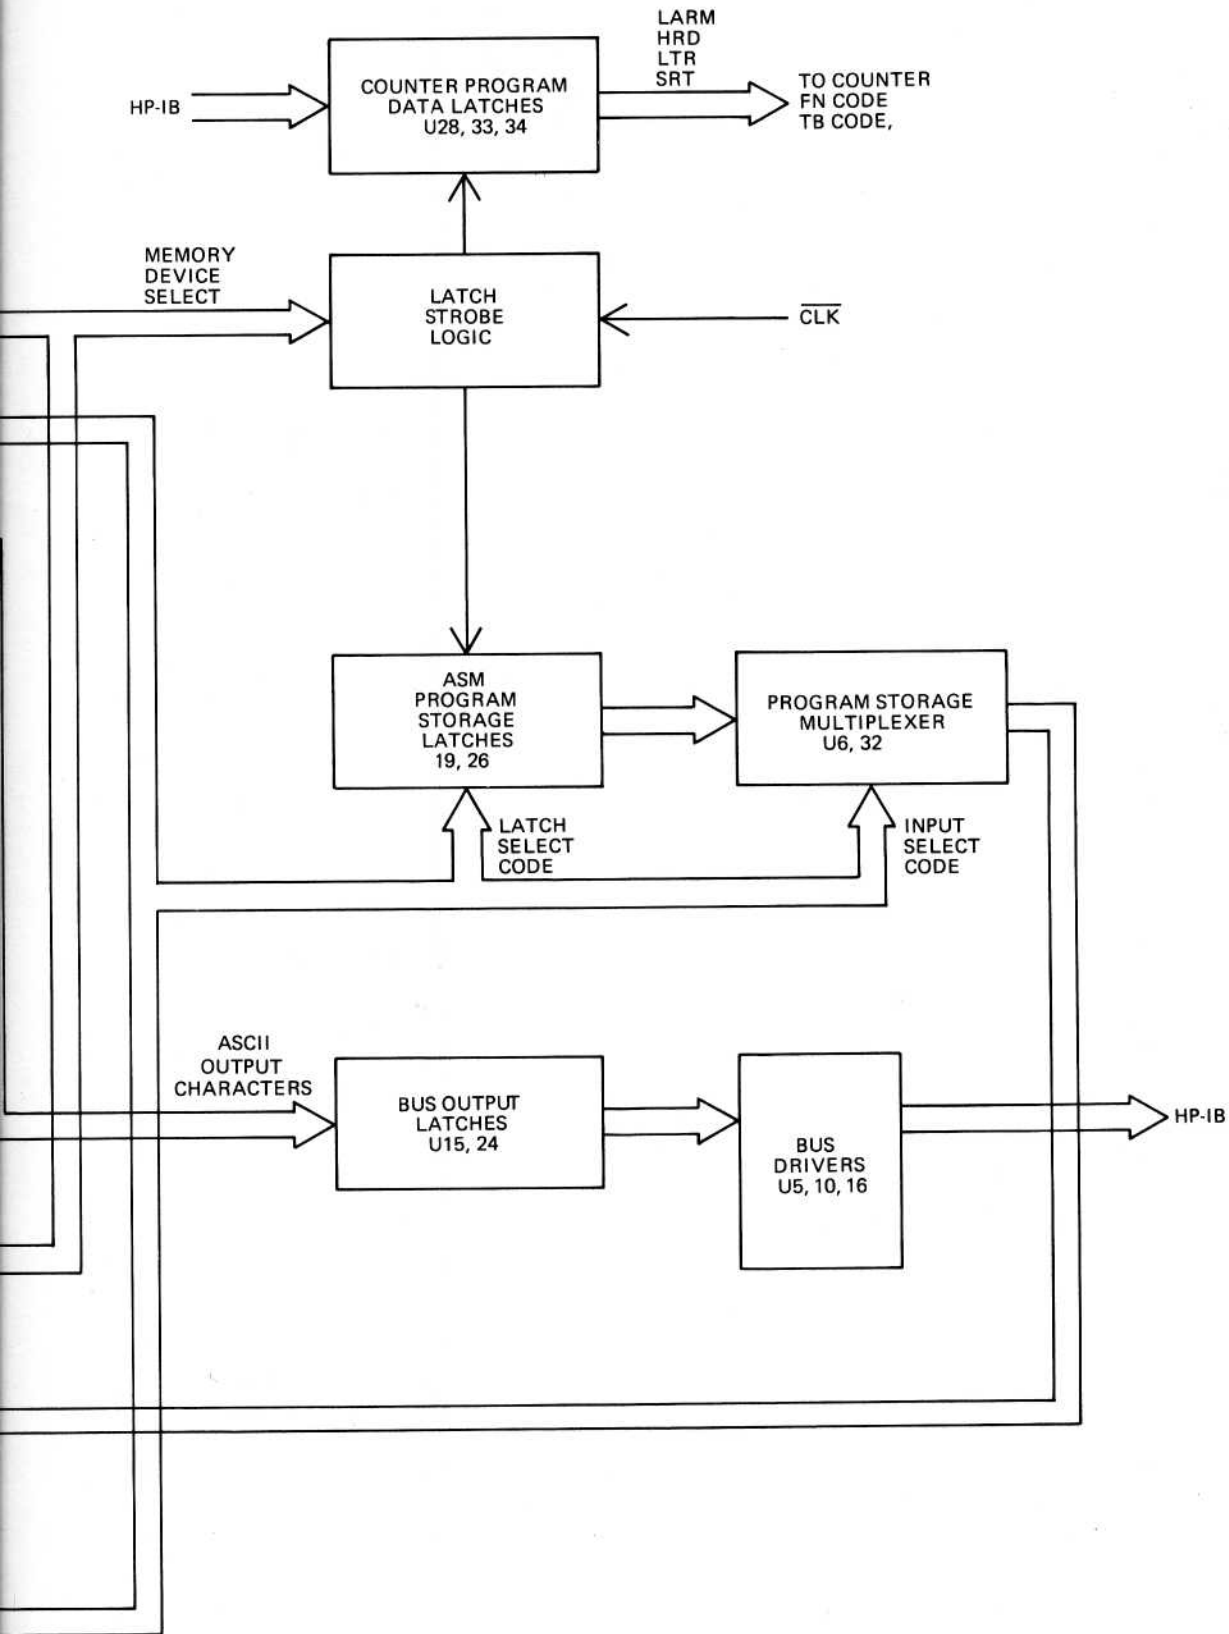 LARM
HRD
LTR
SRT
HP-IB
COUNTER PROGRAM
DATA LATCHES
U28, 33, 34
TO COUNTER
FN CODE
TB CODE,
MEMORY
DEVICE
SELECT
LATCH
STROBE
LOGIC
CLK
ASM
PROGRAM
STORAGE
LATCHES
19, 26
PROGRAM STORAGE
MULTIPLEXER
U6, 32
LATCH
SELECT
CODE
INPUT
SELECT
CODE
ASCII
OUTPUT
CHARACTERS
BUS OUTPUT
LATCHES
U15, 24
BUS
DRIVERS
U5, 10, 16
HP-IB